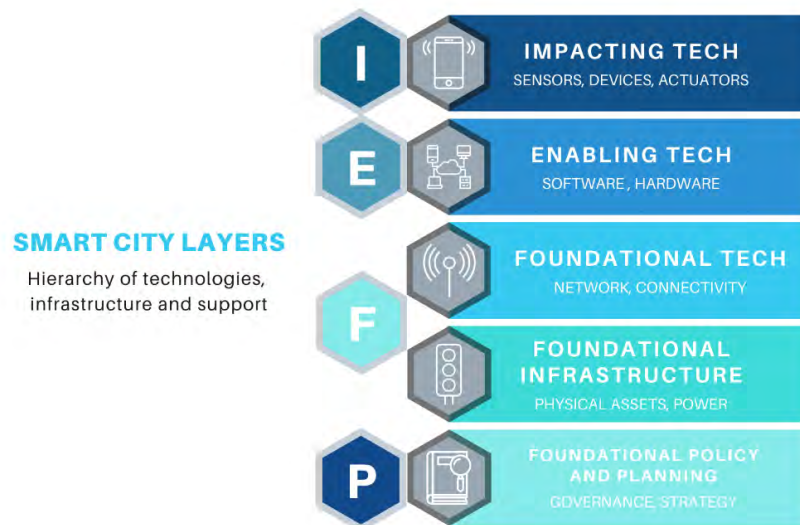 SMART CITY LAYERS
Hierarchy of technologies,
infrastructure and support
I
IMPACTING TECH
SENSORS, DEVICES, ACTUATORS
E
ENABLING TECH
SOFTWARE, HARDWARE
F
FOUNDATIONAL TECH
NETWORK, CONNECTIVITY
FOUNDATIONAL
INFRASTRUCTURE
PHYSICAL ASSETS, POWER
P
FOUNDATIONAL POLICY
AND PLANNING
GOVERNANCE, STRATEGY